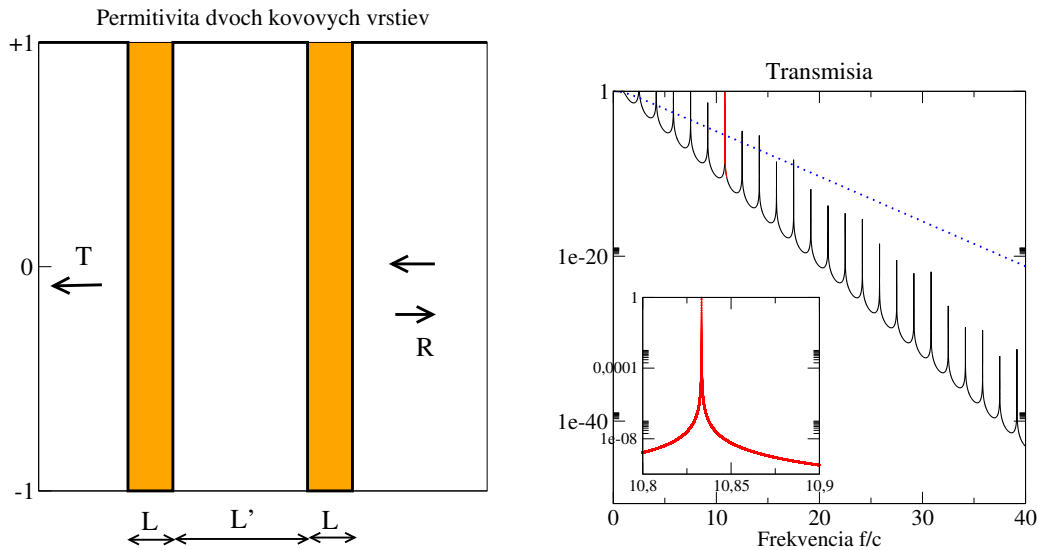 Permitivita dvoch kovovych vrstiev
+1
0
-1
T
R
L
L'
L
Transmisia
1
1e-20
1e-40
0
10
20
30
40
Frekvencia f/c
1
0,0001
1e-08
10,8
10,85
10,9